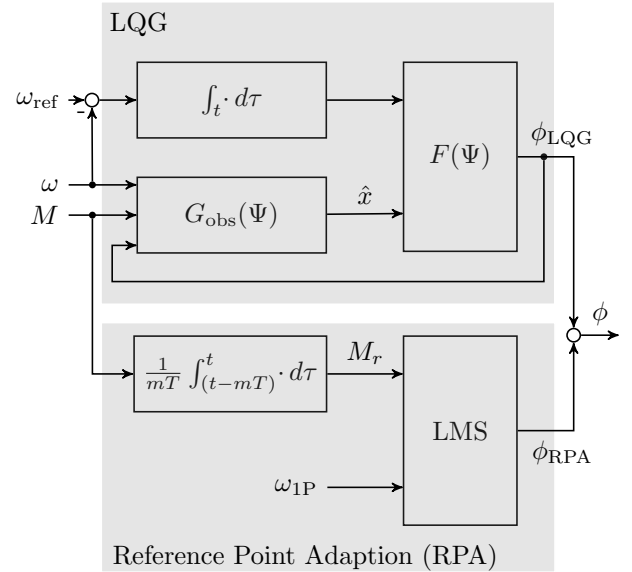 LQG
ω_ref
-
∫_t · dτ
F(Ψ)
ϕ_LQG
ω
M
G_obs(Ψ)
x̂
ϕ
1/mT ∫_(t−mT)^t · dτ
M_r
LMS
ϕ_RPA
ω_1P
Reference Point Adaption (RPA)